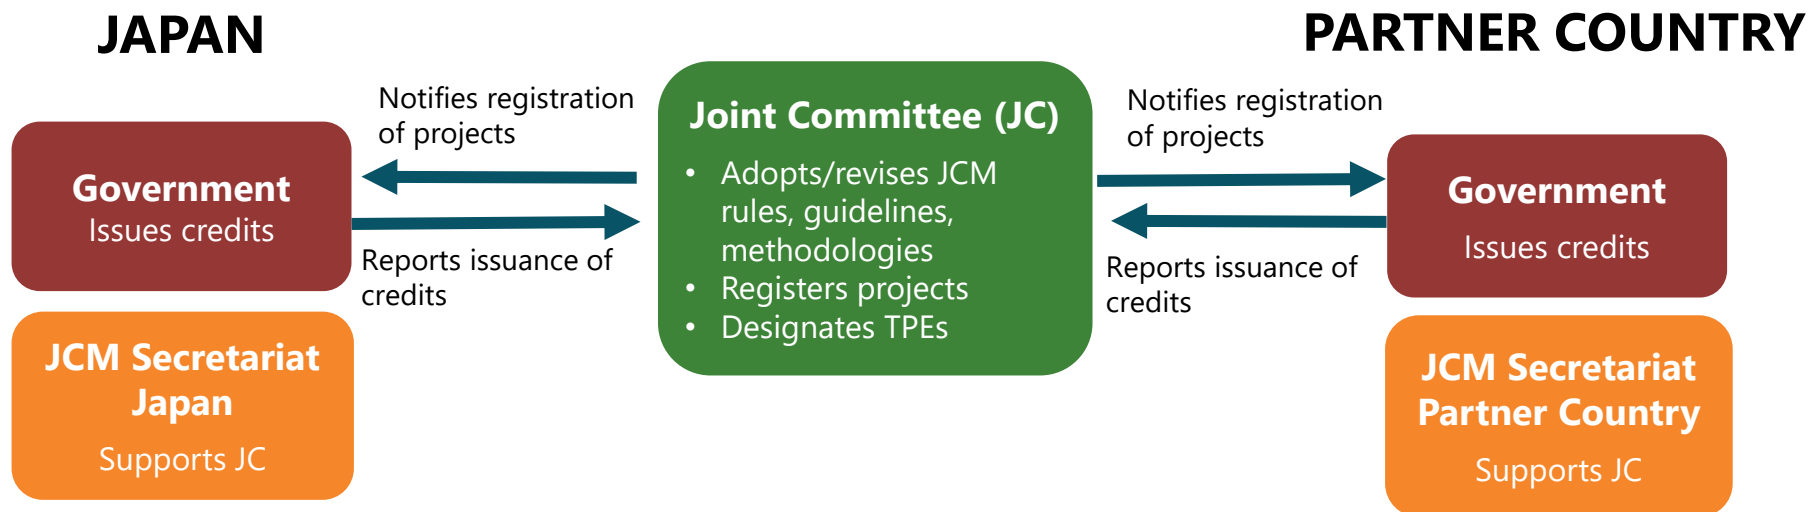 JAPAN
PARTNER COUNTRY
Notifies registration
of projects
Government
Issues credits
Reports issuance of
credits
JCM Secretariat
Japan
Supports JC
Joint Committee (JC)
• Adopts/revises JCM
rules, guidelines,
methodologies
• Registers projects
• Designates TPEs
Notifies registration
of projects
Reports issuance of
credits
Government
Issues credits
JCM Secretariat
Partner Country
Supports JC